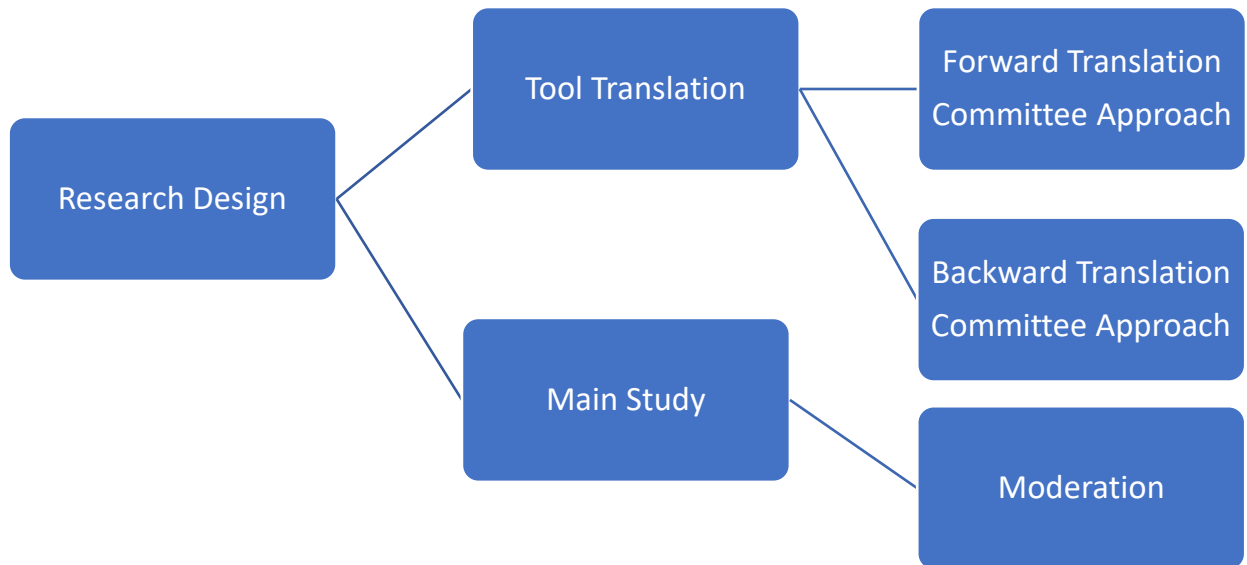 Research Design
Tool Translation
Forward Translation
Committee Approach
Backward Translation
Committee Approach
Main Study
Moderation